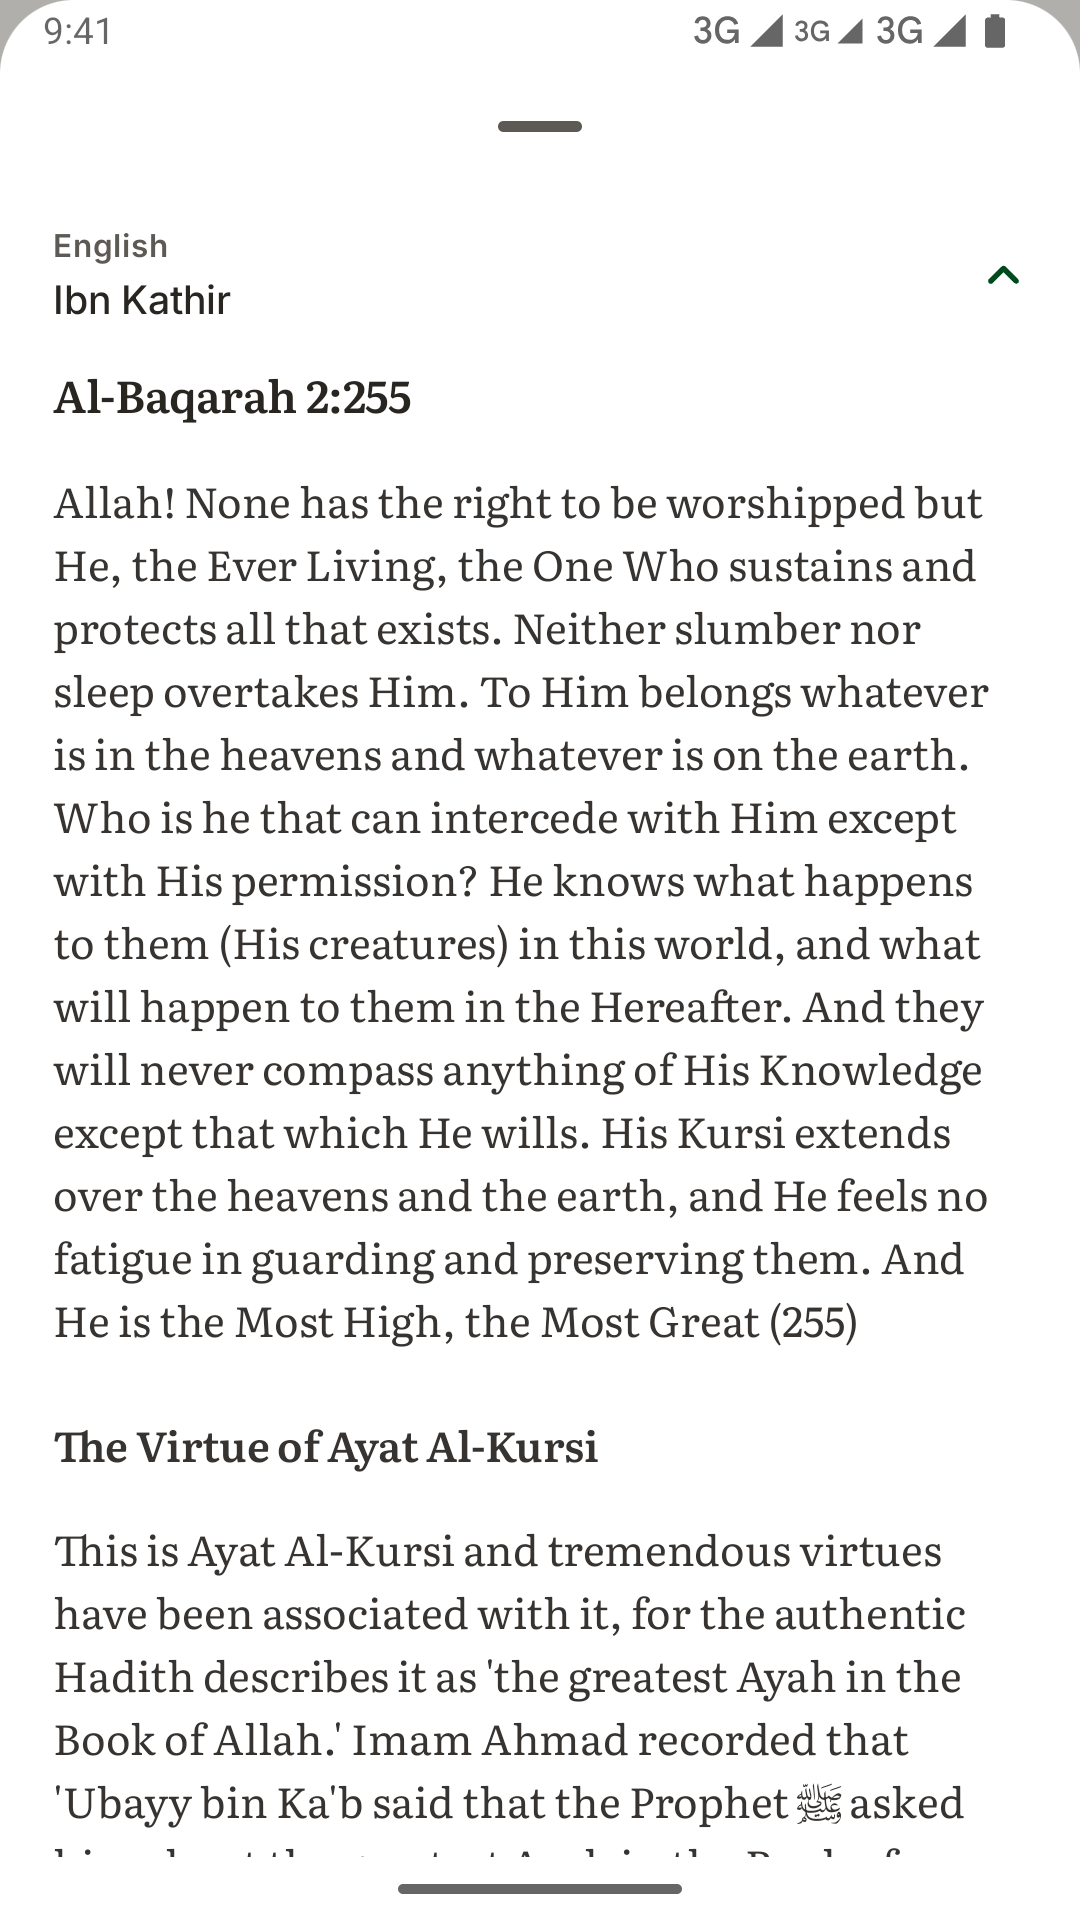 9:41
3G 3G 3G
English
Ibn Kathir
Al-Baqarah 2:255
Allah! None has the right to be worshipped but
He, the Ever Living, the One Who sustains and
protects all that exists. Neither slumber nor
sleep overtakes Him. To Him belongs whatever
is in the heavens and whatever is on the earth.
Who is he that can intercede with Him except
with His permission? He knows what happens
to them (His creatures) in this world, and what
will happen to them in the Hereafter. And they
will never compass anything of His Knowledge
except that which He wills. His Kursi extends
over the heavens and the earth, and He feels no
fatigue in guarding and preserving them. And
He is the Most High, the Most Great (255)
The Virtue of Ayat Al-Kursi
This is Ayat Al-Kursi and tremendous virtues
have been associated with it, for the authentic
Hadith describes it as 'the greatest Ayah in the
Book of Allah.' Imam Ahmad recorded that
'Ubayy bin Ka'b said that the Prophet ﷺ asked